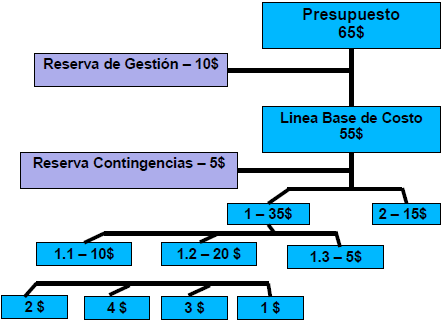 Presupuesto
65$
Reserva de Gestión – 10$
Linea Base de Costo
55$
Reserva Contingencias – 5$
1 – 35$
2 – 15$
1.1 – 10$
1.2 – 20 $
1.3 – 5$
2 $
4 $
3 $
1 $